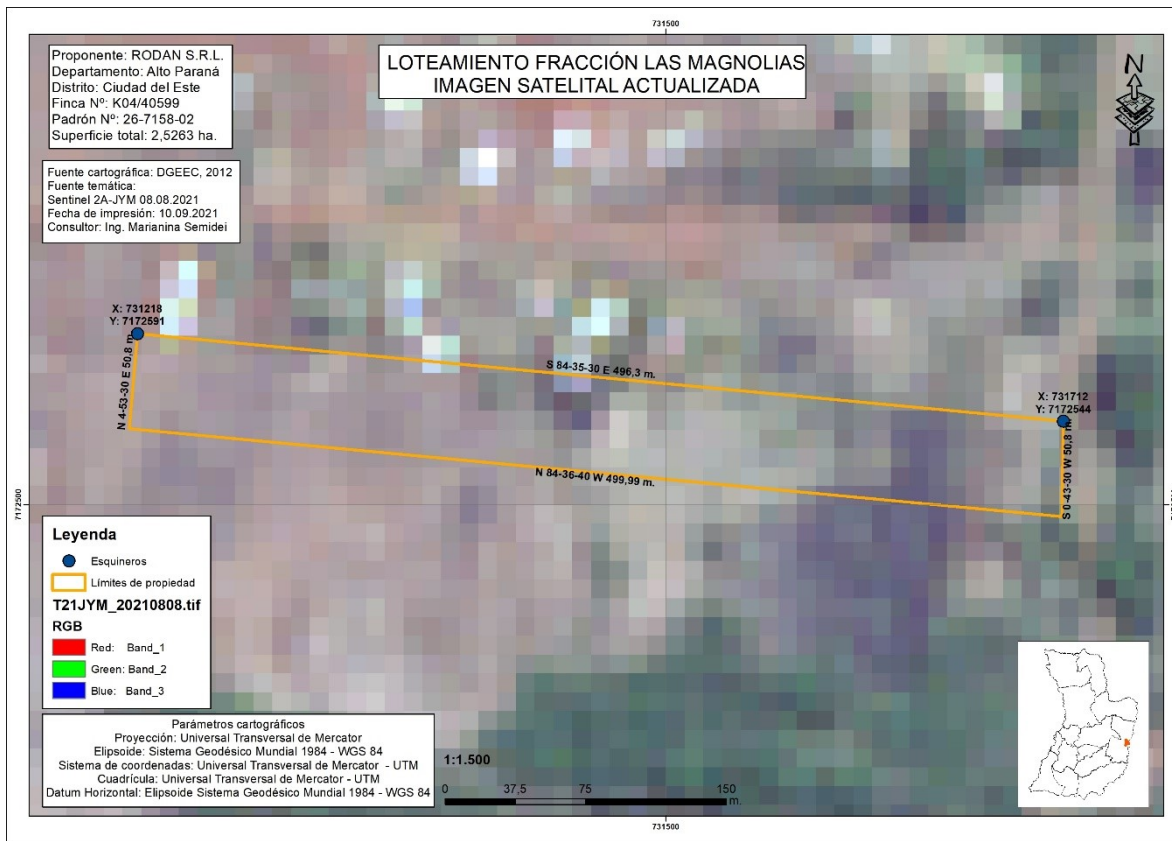 731500
Proponente: RODAN S.R.L.
Departamento: Alto Paraná
Distrito: Ciudad del Este
Finca Nº: K04/40599
Padrón Nº: 26-7158-02
Superficie total: 2,5263 ha.
LOTEAMIENTO FRACCIÓN LAS MAGNOLIAS
IMAGEN SATELITAL ACTUALIZADA
N
Fuente cartográfica: DGEEC, 2012
Fuente temática:
Sentinel 2A-JYM 08.08.2021
Fecha de impresión: 10.09.2021
Consultor: Ing. Marianina Semidei
X: 731218
Y: 7172591
N 4-53-30 E 50,8 m.
S 84-35-30 E 496,3 m.
X: 731712
Y: 7172544
S 0-43-30 W 50,8 m.
N 84-36-40 W 499,99 m.
7172500
Leyenda
Esquineros
Límites de propiedad
T21JYM_20210808.tif
RGB
Red: Band_1
Green: Band_2
Blue: Band_3
Parámetros cartográficos
Proyección: Universal Transversal de Mercator
Elipsoide: Sistema Geodésico Mundial 1984 - WGS 84
Sistema de coordenadas: Universal Transversal de Mercator - UTM
Cuadrícula: Universal Transversal de Mercator - UTM
Datum Horizontal: Elipsoide Sistema Geodésico Mundial 1984 - WGS 84
1:1.500
0 37,5 75 150
m.
731500